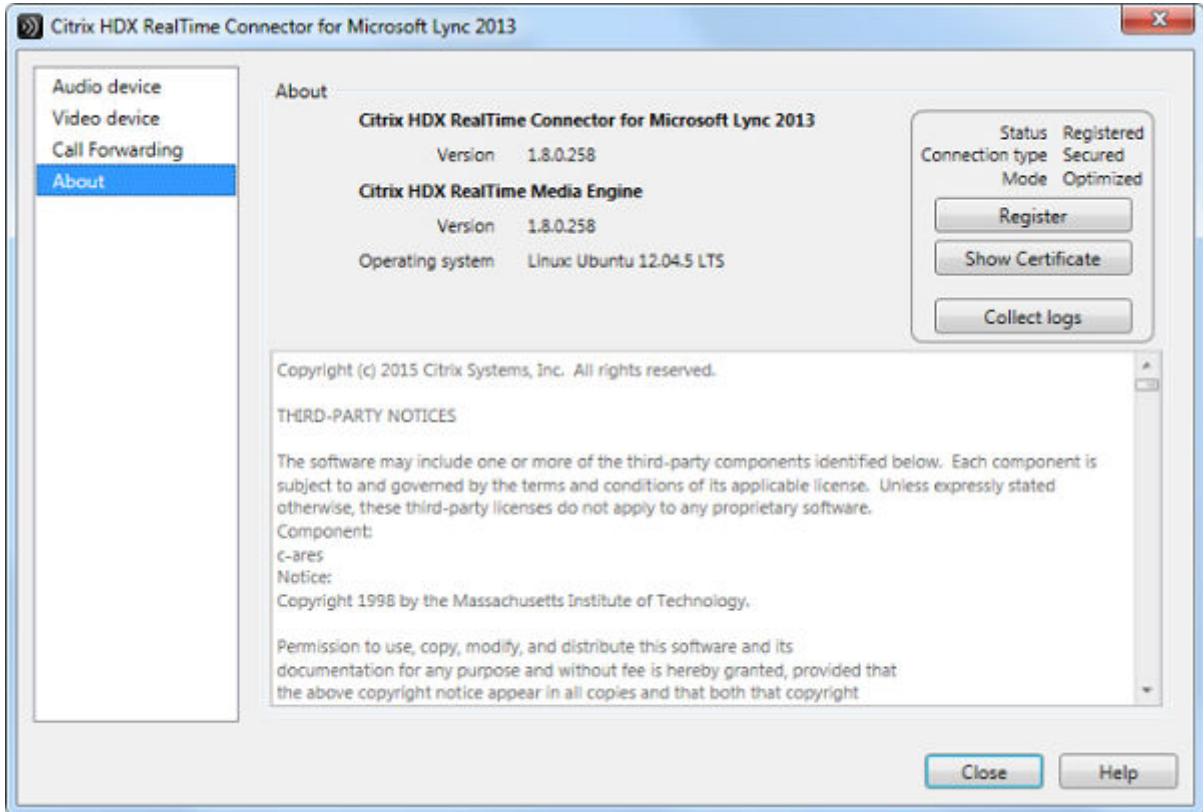 Citrix HDX RealTime Connector for Microsoft Lync 2013
Audio device
Video device
Call Forwarding
About
About
Citrix HDX RealTime Connector for Microsoft Lync 2013
Version 1.8.0.258
Citrix HDX RealTime Media Engine
Version 1.8.0.258
Operating system Linux: Ubuntu 12.04.5 LTS
Status Registered
Connection type Secured
Mode Optimized
Register
Show Certificate
Collect logs
Copyright (c) 2015 Citrix Systems, Inc. All rights reserved.
THIRD-PARTY NOTICES
The software may include one or more of the third-party components identified below. Each component is
subject to and governed by the terms and conditions of its applicable license. Unless expressly stated
otherwise, these third-party licenses do not apply to any proprietary software.
Component:
c-ares
Notice:
Copyright 1998 by the Massachusetts Institute of Technology.
Permission to use, copy, modify, and distribute this software and its
documentation for any purpose and without fee is hereby granted, provided that
the above copyright notice appear in all copies and that both that copyright
Close
Help